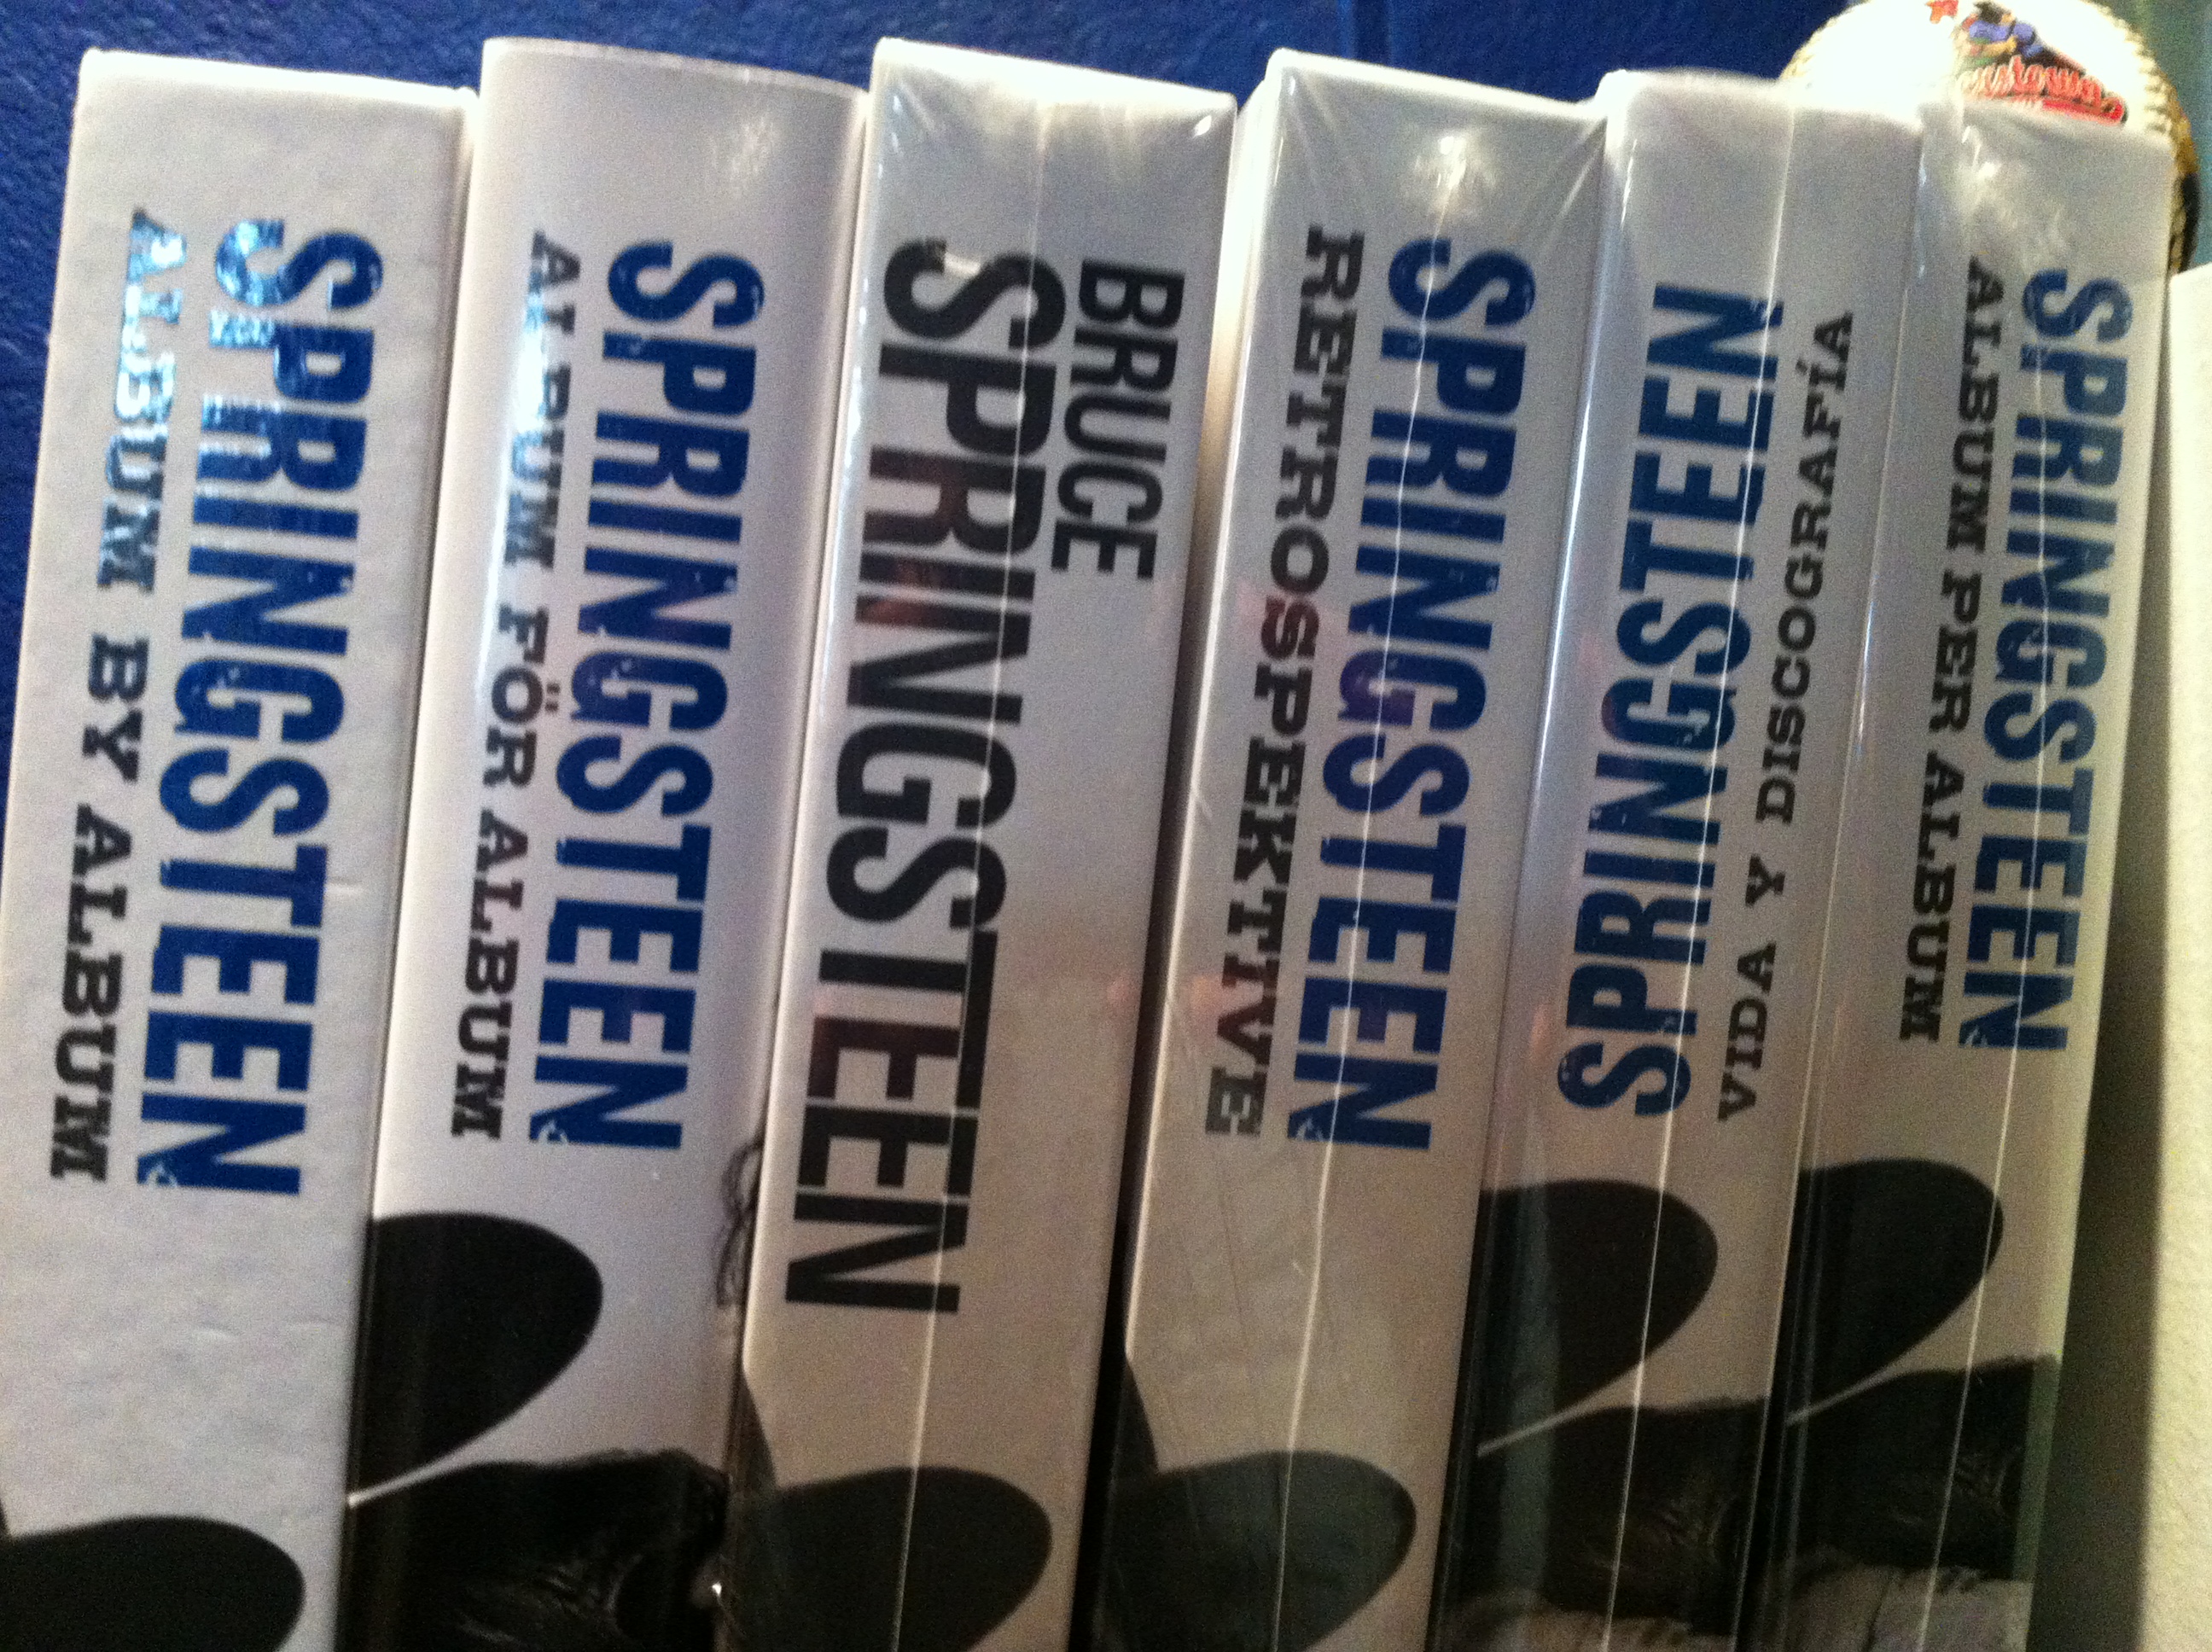 SPRINGSTEEN
ALBUM BY ALBUM
SPRINGSTEEN
ALBUM FÖR ALBUM
BRUCE
SPRINGSTEEN
SPRINGSTEEN
RETROSPEKTIVE
SPRINGSTEEN
VIDA Y DISCOGRAFÍA
SPRINGSTEEN
ALBUM PER ALBUM